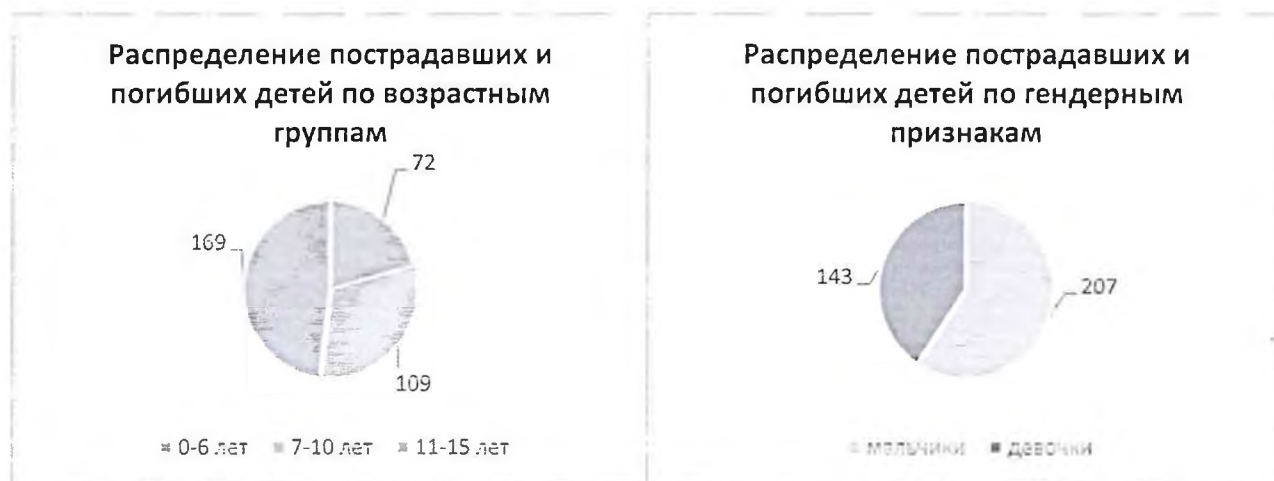 Распределение пострадавших и
погибших детей по возрастным
группам
72
169
109
0-6 лет 7-10 лет 11-15 лет
Распределение пострадавших и
погибших детей по гендерным
признакам
143
207
мальчики девочки